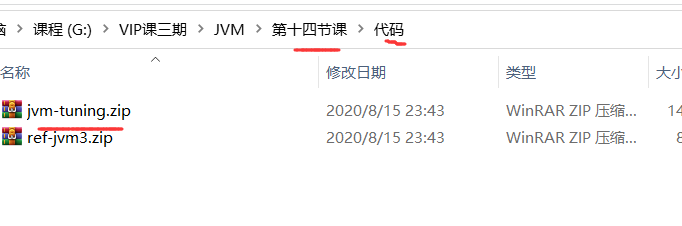 脑 > 课程 (G:) > VIP课三期 > JVM > 第十四节课 > 代码
名称 修改日期 类型 大小
jvm-tuning.zip 2020/8/15 23:43 WinRAR ZIP 压缩... 14
ref-jvm3.zip 2020/8/15 23:43 WinRAR ZIP 压缩... 8